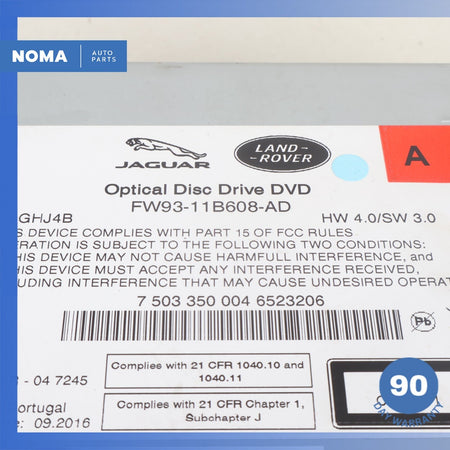 NOMA AUTO PARTS
JAGUAR LAND ROVER
A
Optical Disc Drive DVD
FW93-11B608-AD
GHJ4B HW 4.0/SW 3.0
S DEVICE COMPLIES WITH PART 15 OF FCC RULES
ERATION IS SUBJECT TO THE FOLLOWING TWO CONDITIONS:
HIS DEVICE MAY NOT CAUSE HARMFULL INTERFERENCE, and
HIS DEVICE MUST ACCEPT ANY INTERFERENCE RECEIVED,
UDING INTERFERENCE THAT MAY CAUSE UNDESIRED OPERAT
7 503 350 004 6523206
Pb
Complies with 21 CFR 1040.10 and
1040.11
- 04 7245
Complies with 21 CFR Chapter 1,
Subchapter J
ortugal
e: 09.2016
90
DAY WARRANTY